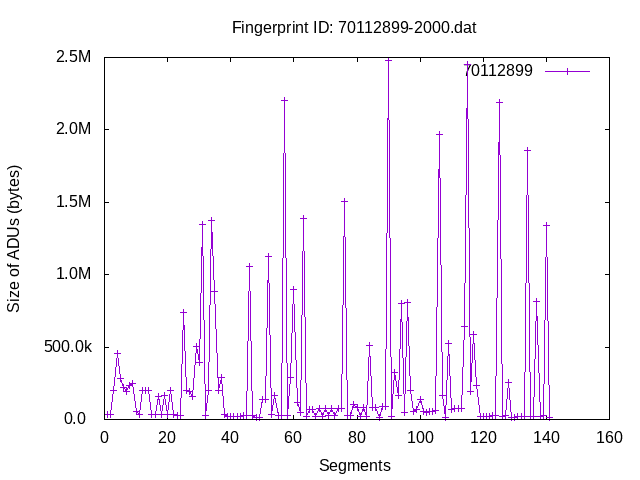 Fingerprint ID: 70112899-2000.dat
70112899
2.5M
2.0M
1.5M
1.0M
500.0k
0.0
Size of ADUs (bytes)
0 20 40 60 80 100 120 140 160
Segments